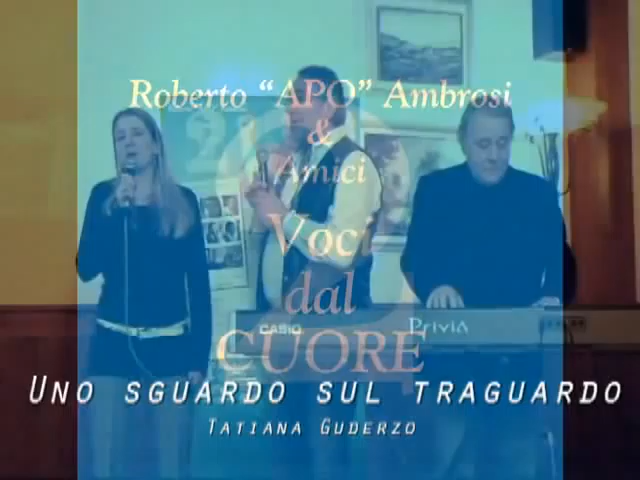 Roberto “APO” Ambrosi
&
Amici
Voci
dal
CUORE
CASIO Privia
UNO SGUARDO SUL TRAGUARDO
TATIANA GUDERZO